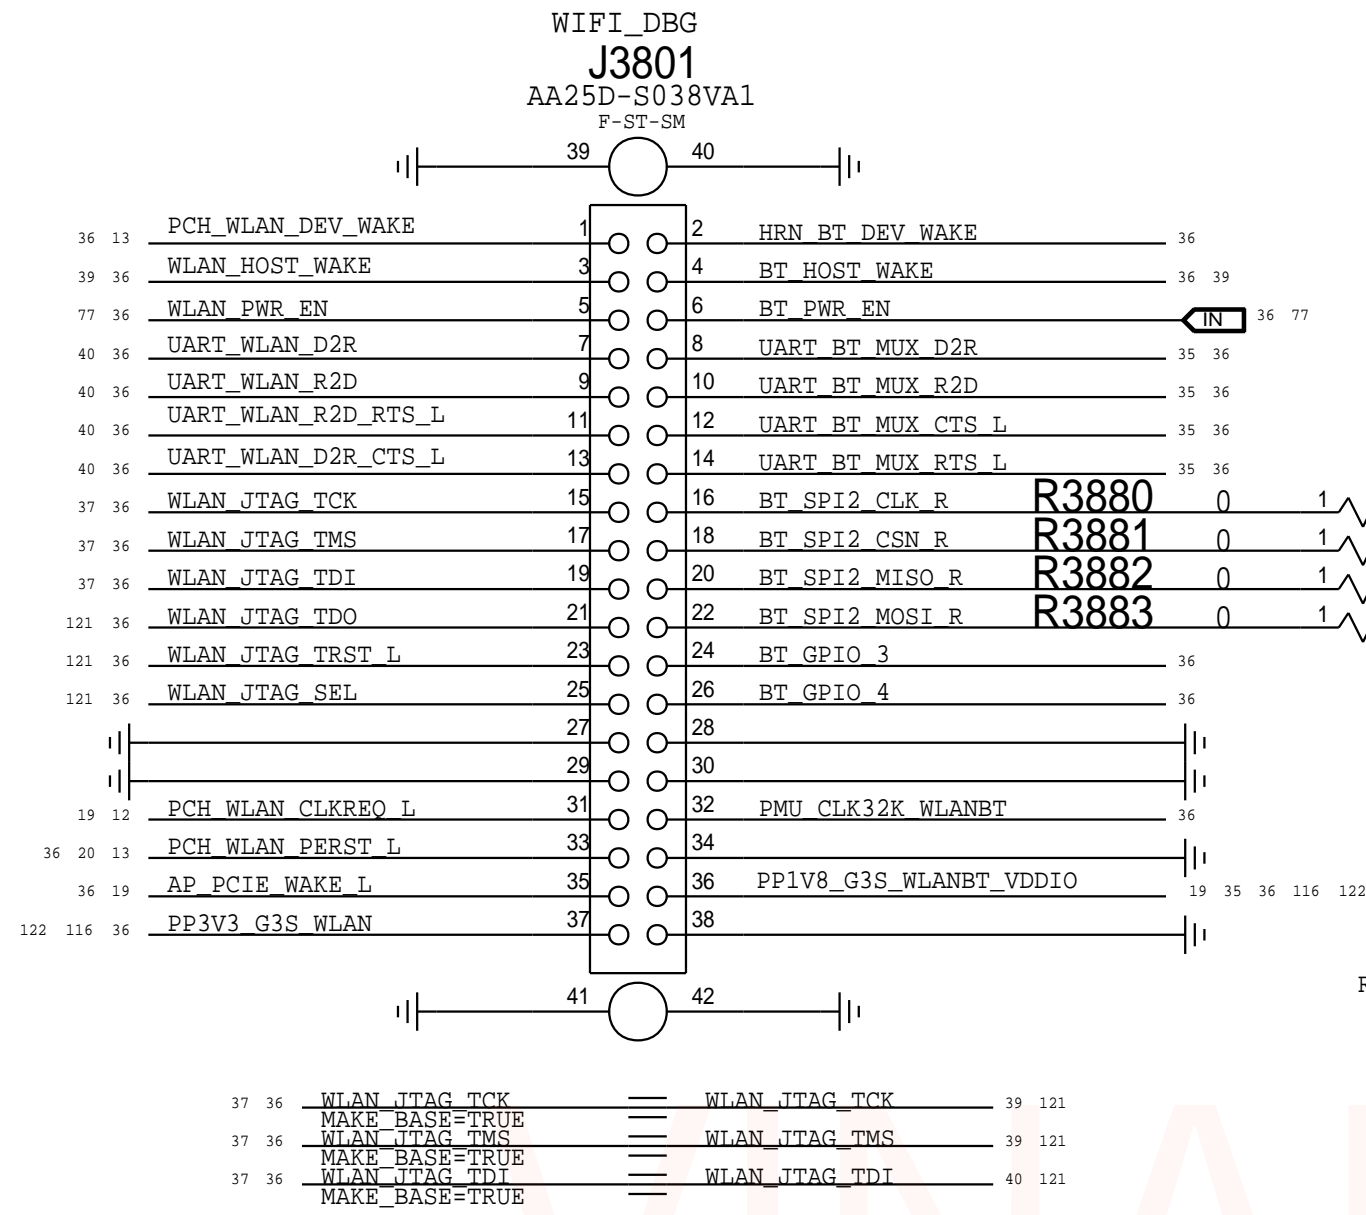 WIFI_DBG
J3801
AA25D-S038VA1
F-ST-SM
39 40
36 13 PCH_WLAN_DEV_WAKE 1 2 HRN_BT_DEV_WAKE 36
39 36 WLAN_HOST_WAKE 3 4 BT_HOST_WAKE 36 39
77 36 WLAN_PWR_EN 5 6 BT_PWR_EN IN 36 77
40 36 UART_WLAN_D2R 7 8 UART_BT_MUX_D2R 35 36
40 36 UART_WLAN_R2D 9 10 UART_BT_MUX_R2D 35 36
40 36 UART_WLAN_R2D_RTS_L 11 12 UART_BT_MUX_CTS_L 35 36
40 36 UART_WLAN_D2R_CTS_L 13 14 UART_BT_MUX_RTS_L 35 36
37 36 WLAN_JTAG_TCK 15 16 BT_SPI2_CLK_R R3880 0 1
37 36 WLAN_JTAG_TMS 17 18 BT_SPI2_CSN_R R3881 0 1
37 36 WLAN_JTAG_TDI 19 20 BT_SPI2_MISO_R R3882 0 1
121 36 WLAN_JTAG_TDO 21 22 BT_SPI2_MOSI_R R3883 0 1
121 36 WLAN_JTAG_TRST_L 23 24 BT_GPIO_3 36
121 36 WLAN_JTAG_SEL 25 26 BT_GPIO_4 36
27 28
29 30
19 12 PCH_WLAN_CLKREQ_L 31 32 PMU_CLK32K_WLANBT 36
36 20 13 PCH_WLAN_PERST_L 33 34
36 19 AP_PCIE_WAKE_L 35 36 PP1V8_G3S_WLANBT_VDDIO 19 35 36 116 122
122 116 36 PP3V3_G3S_WLAN 37 38
R
41 42
37 36 WLAN_JTAG_TCK WLAN_JTAG_TCK 39 121
MAKE_BASE=TRUE
37 36 WLAN_JTAG_TMS WLAN_JTAG_TMS 39 121
MAKE_BASE=TRUE
37 36 WLAN_JTAG_TDI WLAN_JTAG_TDI 40 121
MAKE_BASE=TRUE